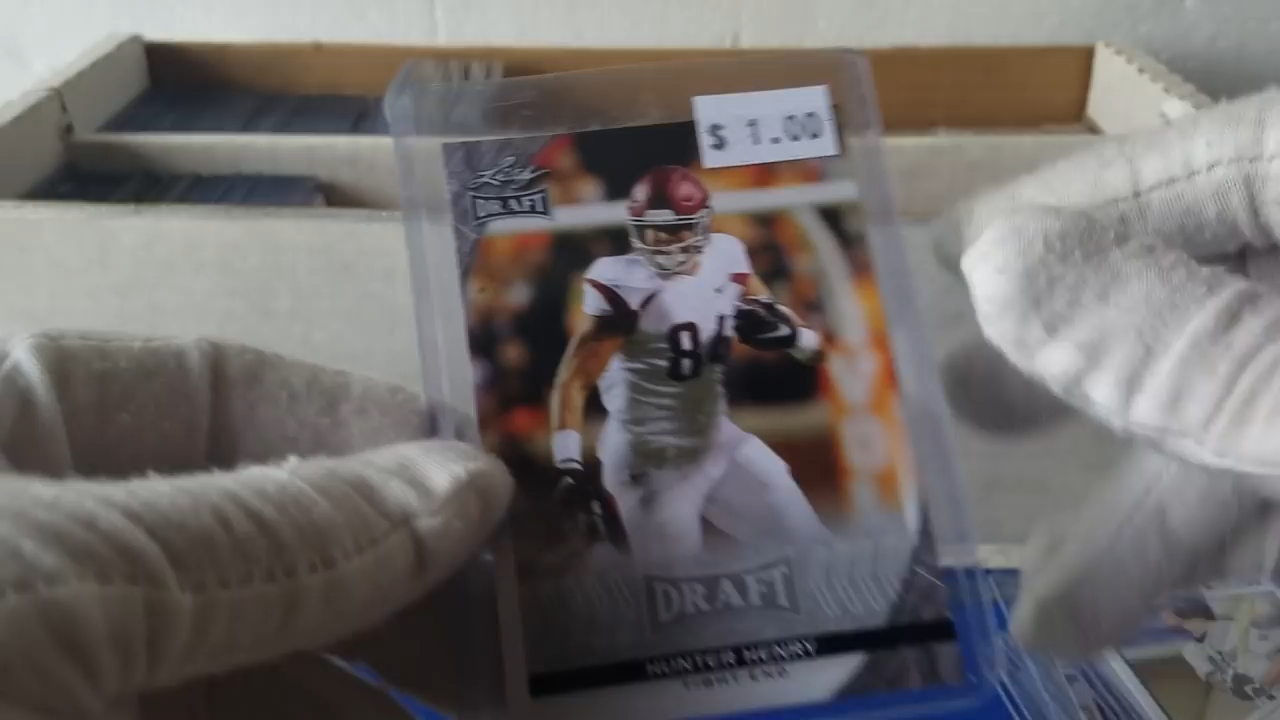 $ 1.00
Leaf
DRAFT
84
DRAFT
HUNTER HENRY
TIGHT END